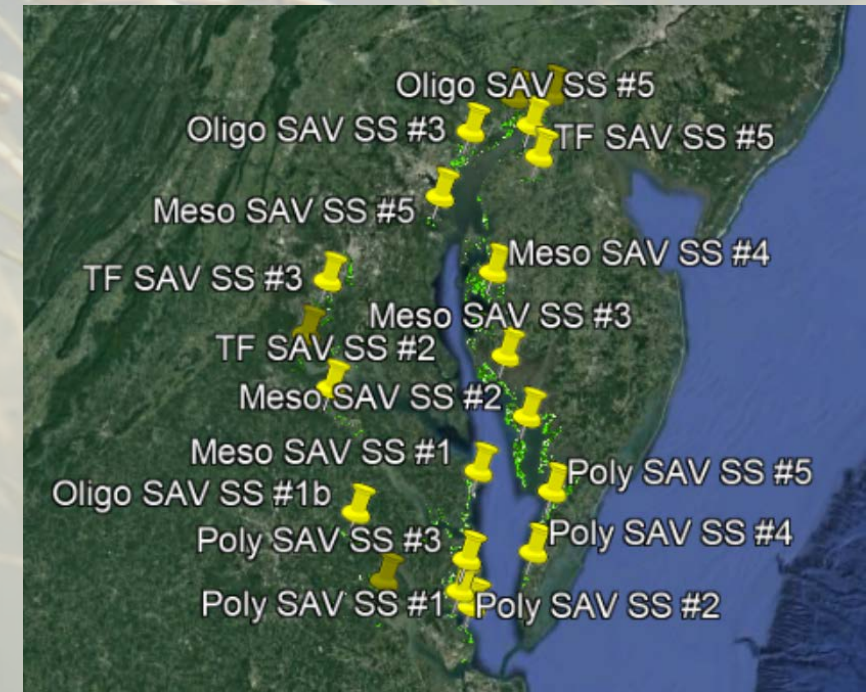 Oligo SAV SS #5
Oligo SAV SS #3
TF SAV SS #5
Meso SAV SS #5
Meso SAV SS #4
TF SAV SS #3
Meso SAV SS #3
TF SAV SS #2
Meso SAV SS #2
Meso SAV SS #1
Poly SAV SS #5
Oligo SAV SS #1b
Poly SAV SS #4
Poly SAV SS #3
Poly SAV SS #1
Poly SAV SS #2